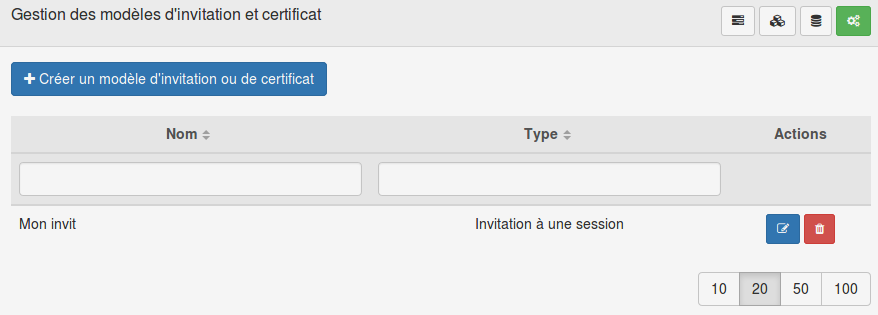 Gestion des modèles d'invitation et certificat
Créer un modèle d'invitation ou de certificat
Nom Type Actions
Mon invit Invitation à une session
10 20 50 100